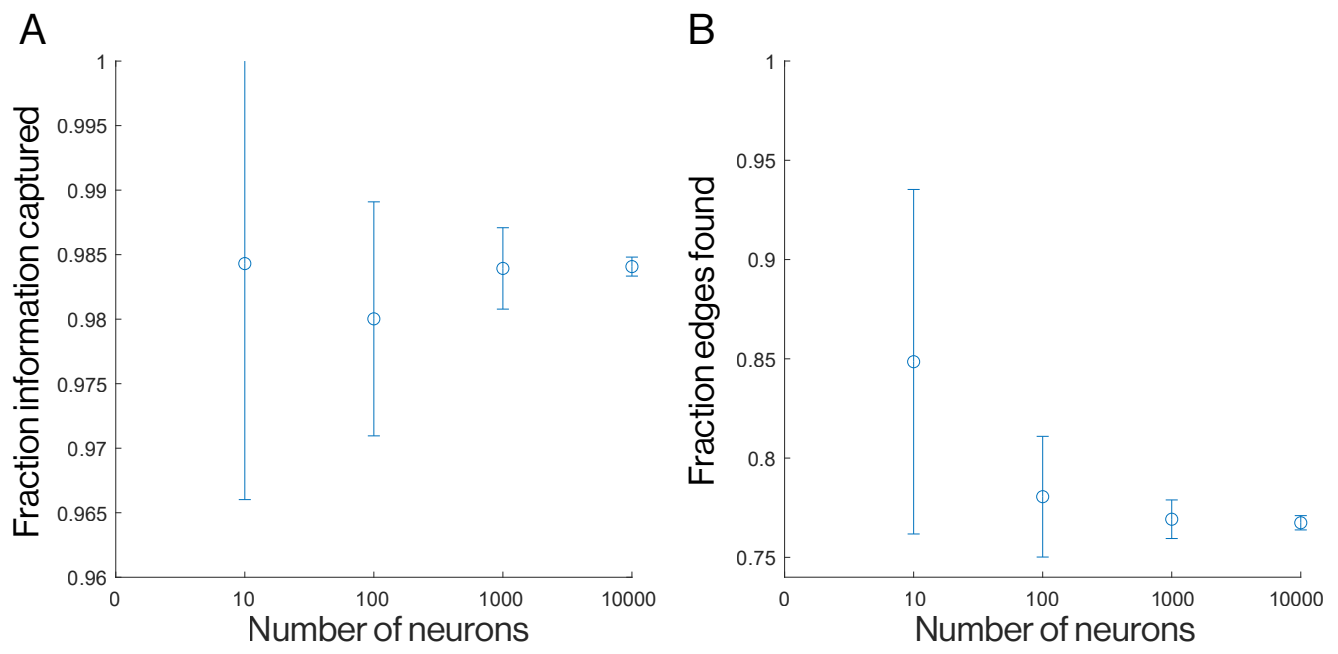 A
Fraction information captured
1
0.995
0.99
0.985
0.98
0.975
0.97
0.965
0.96
0 10 100 1000 10000
Number of neurons
B
Fraction edges found
1
0.95
0.9
0.85
0.8
0.75
0 10 100 1000 10000
Number of neurons